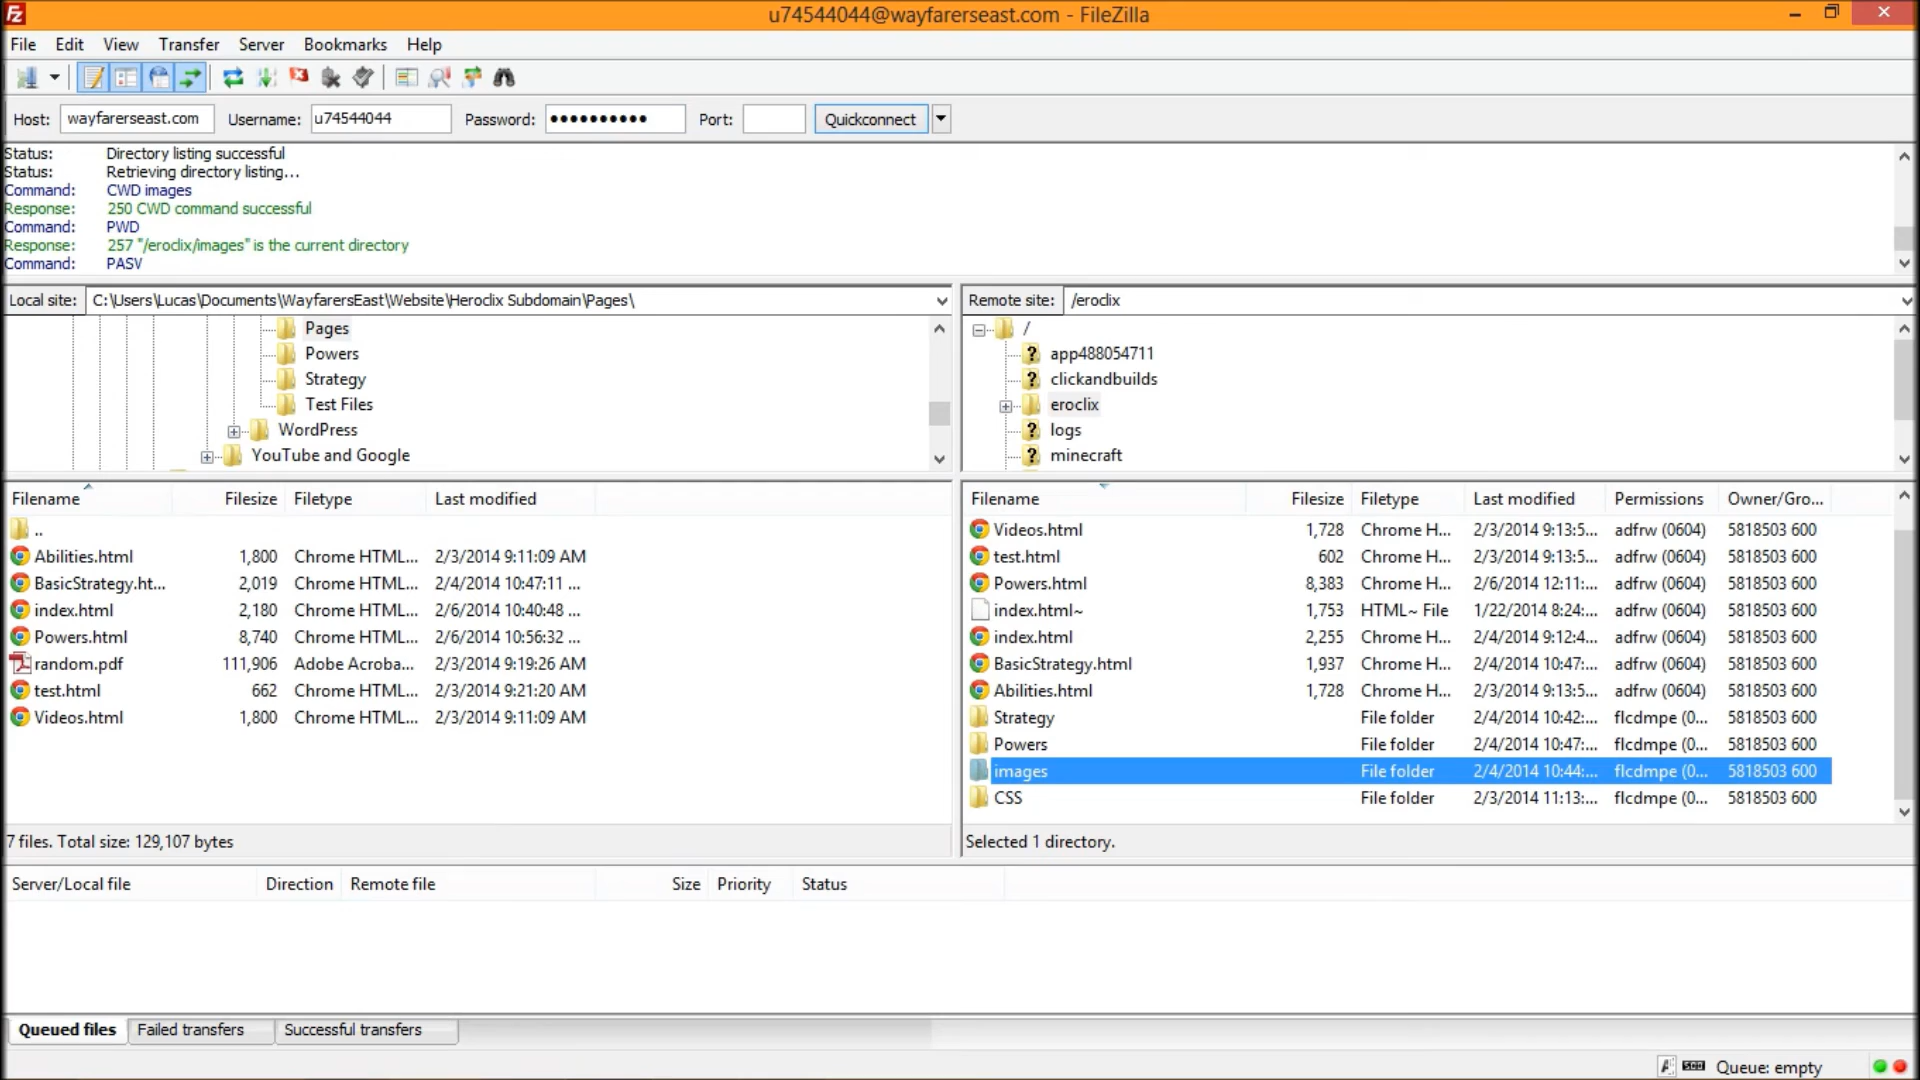 u74544044@wayfarerseast.com - FileZilla
File Edit View Transfer Server Bookmarks Help
Host: wayfarerseast.com Username: u74544044 Password: ●●●●●●●●●● Port: Quickconnect
Status: Directory listing successful
Status: Retrieving directory listing...
Command: CWD images
Response: 250 CWD command successful
Command: PWD
Response: 257 "/eroclix/images" is the current directory
Command: PASV
Local site: C:\Users\Lucas\Documents\WayfarersEast\Website\Heroclix Subdomain\Pages\
Pages
Powers
Strategy
Test Files
WordPress
YouTube and Google
Remote site: /eroclix
/
app488054711
clickandbuilds
eroclix
logs
minecraft
Filename Filesize Filetype Last modified
..
Abilities.html 1,800 Chrome HTML... 2/3/2014 9:11:09 AM
BasicStrategy.ht... 2,019 Chrome HTML... 2/4/2014 10:47:11 ...
index.html 2,180 Chrome HTML... 2/6/2014 10:40:48 ...
Powers.html 8,740 Chrome HTML... 2/6/2014 10:56:32 ...
random.pdf 111,906 Adobe Acroba... 2/3/2014 9:19:26 AM
test.html 662 Chrome HTML... 2/3/2014 9:21:20 AM
Videos.html 1,800 Chrome HTML... 2/3/2014 9:11:09 AM
7 files. Total size: 129,107 bytes
Filename Filesize Filetype Last modified Permissions Owner/Gro...
Videos.html 1,728 Chrome H... 2/3/2014 9:13:5... adfrw (0604) 5818503 600
test.html 602 Chrome H... 2/3/2014 9:13:5... adfrw (0604) 5818503 600
Powers.html 8,383 Chrome H... 2/6/2014 12:11:... adfrw (0604) 5818503 600
index.html~ 1,753 HTML~ File 1/22/2014 8:24:... adfrw (0604) 5818503 600
index.html 2,255 Chrome H... 2/4/2014 9:12:4... adfrw (0604) 5818503 600
BasicStrategy.html 1,937 Chrome H... 2/4/2014 10:47:... adfrw (0604) 5818503 600
Abilities.html 1,728 Chrome H... 2/3/2014 9:13:5... adfrw (0604) 5818503 600
Strategy File folder 2/4/2014 10:42:... flcdmpe (0... 5818503 600
Powers File folder 2/4/2014 10:47:... flcdmpe (0... 5818503 600
images File folder 2/4/2014 10:44:... flcdmpe (0... 5818503 600
CSS File folder 2/3/2014 11:13:... flcdmpe (0... 5818503 600
Selected 1 directory.
Server/Local file Direction Remote file Size Priority Status
Queued files Failed transfers Successful transfers
Queue: empty